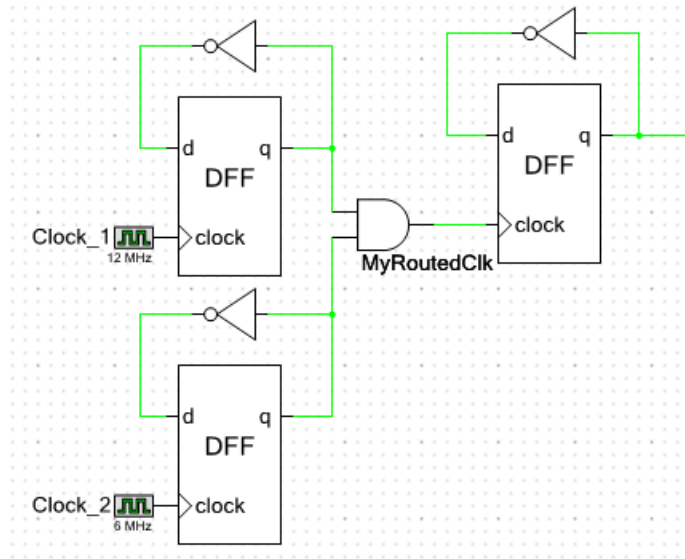 d q
DFF
Clock_1 clock
12 MHz
d q
DFF
clock
MyRoutedClk
d q
DFF
Clock_2 clock
6 MHz